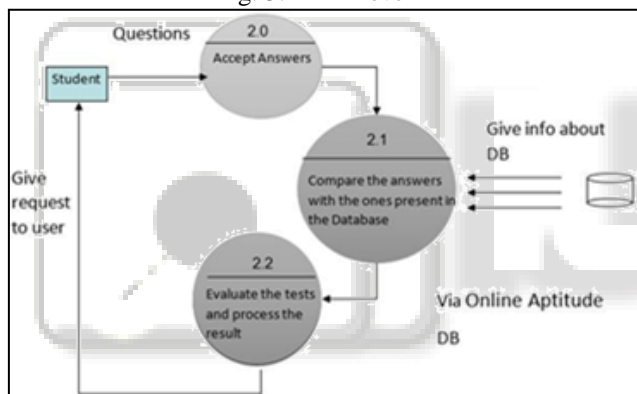 Questions
2.0
Accept Answers
Student
2.1
Compare the answers
with the ones present in
the Database
Give info about
DB
Give
request
to user
2.2
Evaluate the tests
and process the
result
Via Online Aptitude
DB